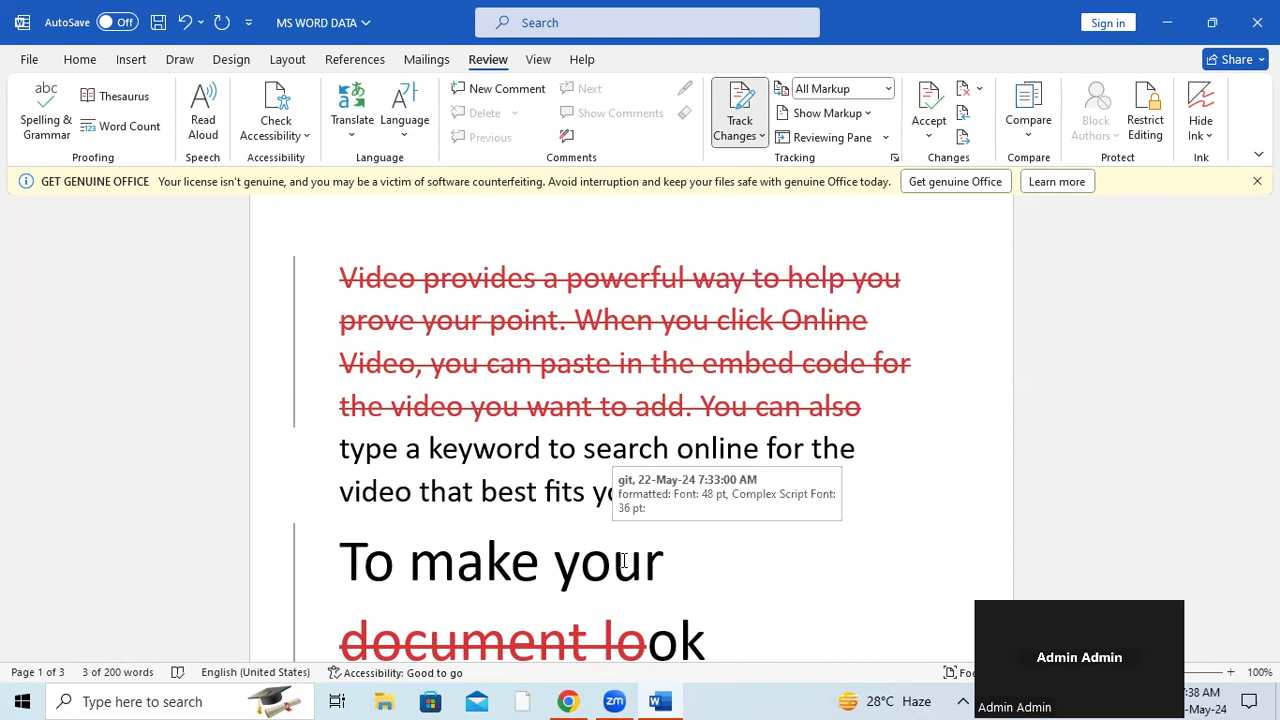 AutoSave Off MS WORD DATA Search Sign in
File Home Insert Draw Design Layout References Mailings Review View Help Share
abc Spelling & Grammar Thesaurus Word Count Proofing
Read Aloud Speech
Check Accessibility Accessibility
Translate Language Language
New Comment Delete Previous Next Show Comments Comments
Track Changes All Markup Show Markup Reviewing Pane Tracking
Accept Changes
Compare Compare
Block Authors Restrict Editing Protect
Hide Ink Ink
GET GENUINE OFFICE Your license isn't genuine, and you may be a victim of software counterfeiting. Avoid interruption and keep your files safe with genuine Office today. Get genuine Office Learn more
Video provides a powerful way to help you
prove your point. When you click Online
Video, you can paste in the embed code for
the video you want to add. You can also
type a keyword to search online for the
video that best fits
git, 22-May-24 7:33:00 AM
formatted: Font: 48 pt, Complex Script Font:
36 pt:
To make your
document look
Page 1 of 3 3 of 200 words English (United States) Accessibility: Good to go 100%
Admin Admin
Admin Admin
Type here to search zm 28°C Haze